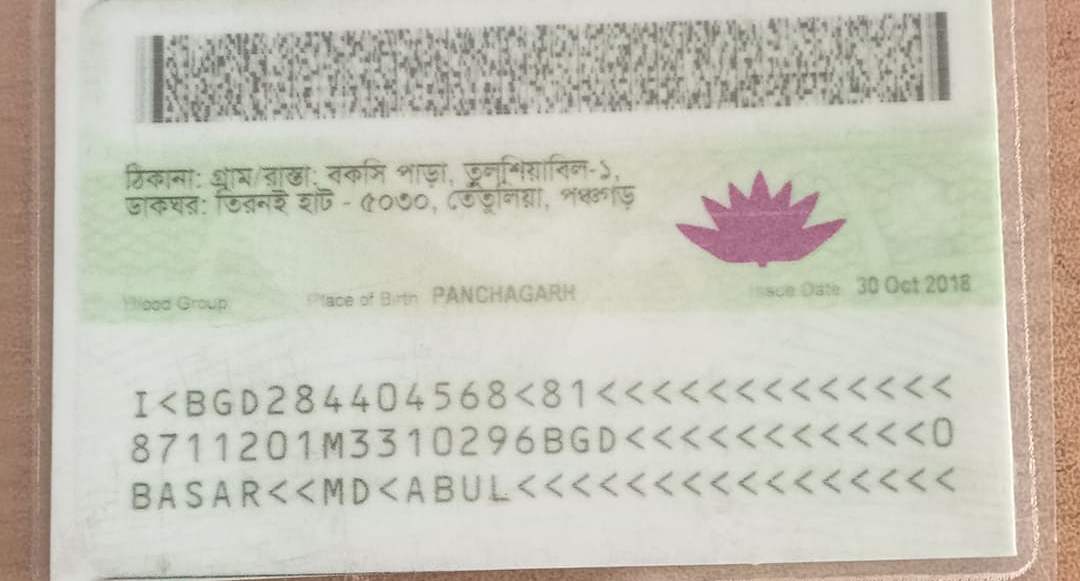 ঠিকানা: গ্রাম/রাস্তা: বকসি পাড়া, ভুলশিয়াবিল-১,
ডাকঘর: তিরনই হাট - ৫০৩০, তেতুলিয়া, পঞ্চগড়
Blood Group Place of Birth PANCHAGARH Issue Date 30 Oct 2018
I<BGD284404568<81<<<<<<<<<<<<<
8711201M3310296BGD<<<<<<<<<<<0
BASAR<<MD<ABUL<<<<<<<<<<<<<<<<